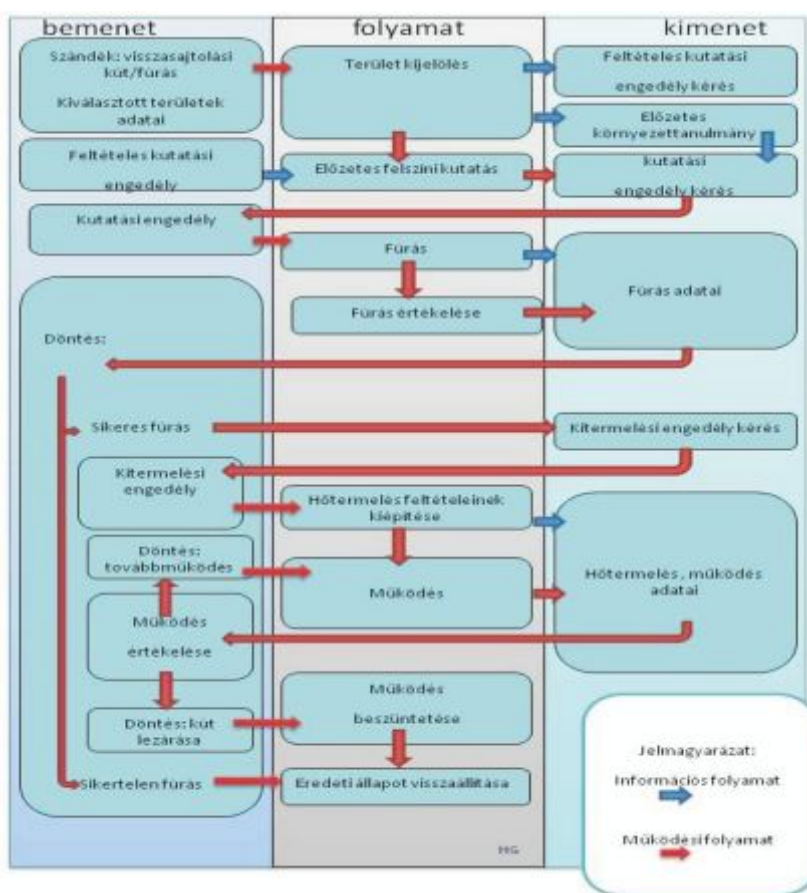 bemenet
folyamat
kimenet
Szándék: visszasajtolási
kút/fúrás
Kiválasztott területek
adatai
Terület kijelölés
Feltételes kutatási
engedély kérés
Előzetes
környezettanulmány
Feltételes kutatási
engedély
Előzetes felszíni kutatás
kutatási
engedély kérés
Kutatási engedély
Fúrás
Fúrás értékelése
Fúrás adatai
Döntés:
Sikeres fúrás
Kitermelési engedély kérés
Kitermelési
engedély
Hőtermelés feltételeinek
kiépítése
Döntés:
továbbműködés
Működés
Hőtermelés, működés
adatai
Működés
értékelése
Működés
beszüntetése
Döntés: kút
lezárása
Sikertelen fúrás
Eredeti állapot visszaállítása
Jelmagyarázat:
Információs folyamat
Működési folyamat
HG